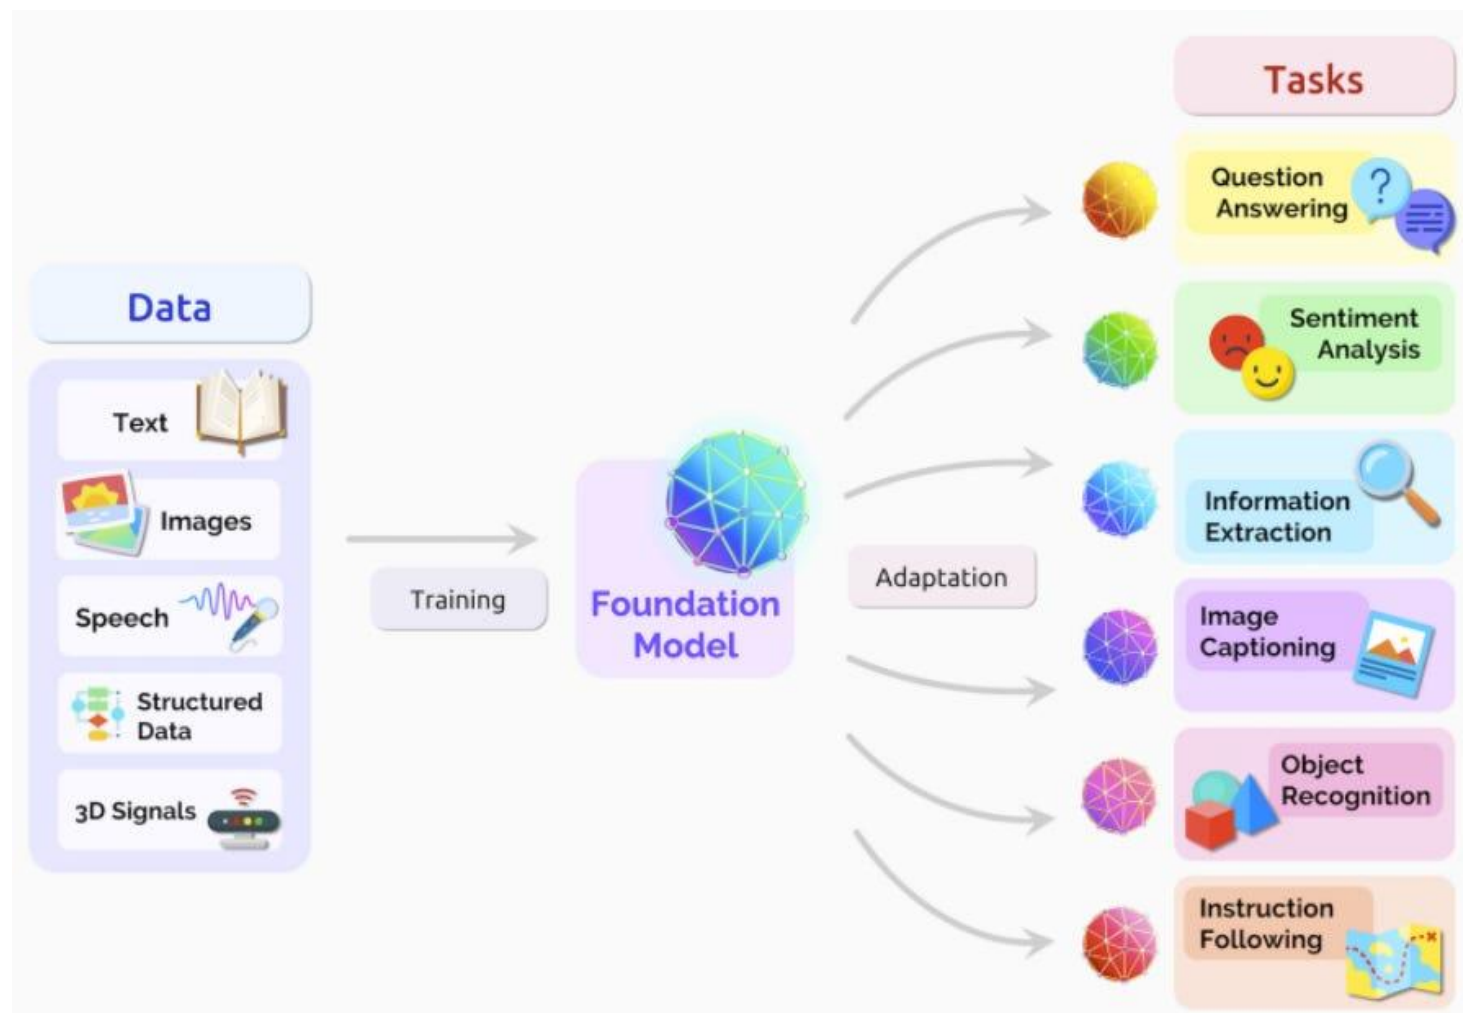 Data
Text
Images
Speech
Structured
Data
3D Signals
Training
Foundation
Model
Adaptation
Tasks
Question
Answering
?
Sentiment
Analysis
Information
Extraction
Image
Captioning
Object
Recognition
Instruction
Following